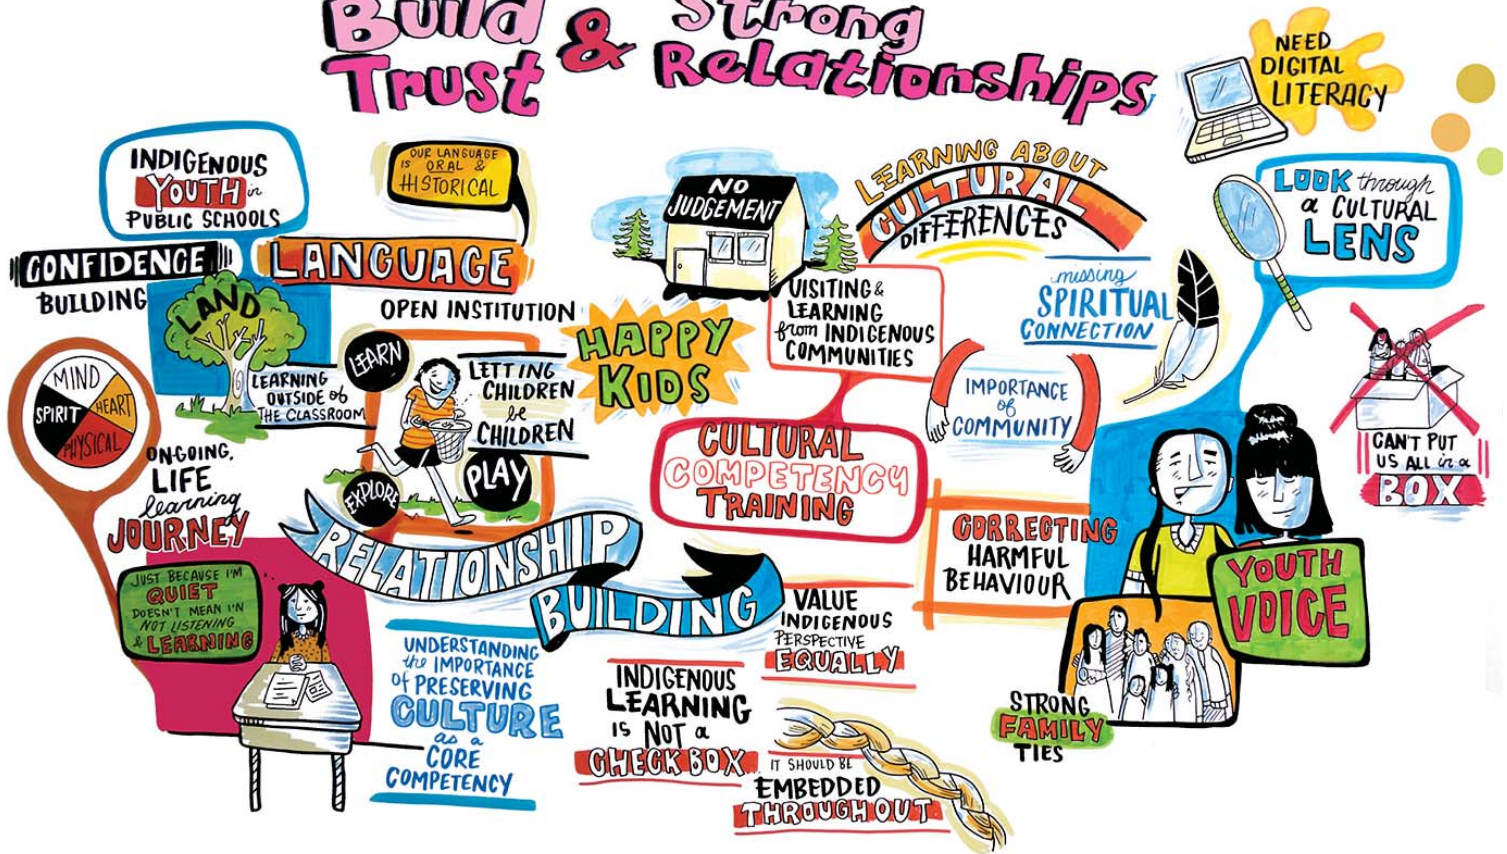 Build
Trust
&
Strong
Relationships
NEED
DIGITAL
LITERACY
INDIGENOUS
YOUTH in
PUBLIC SCHOOLS
OUR LANGUAGE
IS ORAL &
HISTORICAL
CONFIDENCE
BUILDING
LANGUAGE
OPEN INSTITUTION
LAND
LEARNING
OUTSIDE of
THE CLASSROOM
LEARN
LETTING
CHILDREN
be
CHILDREN
PLAY
EXPLORE
HAPPY
KIDS
NO
JUDGEMENT
LEARNING ABOUT
CULTURAL
DIFFERENCES
VISITING &
LEARNING
from INDIGENOUS
COMMUNITIES
CULTURAL
COMPETENCY
TRAINING
missing
SPIRITUAL
CONNECTION
IMPORTANCE
of
COMMUNITY
LOOK through
a CULTURAL
LENS
CAN'T PUT
US ALL in a
BOX
MIND
SPIRIT
HEART
PHYSICAL
ON-GOING,
LIFE
learning
JOURNEY
JUST BECAUSE I'M
QUIET
DOESN'T MEAN I'N
NOT LISTENING
& LEARNING
RELATIONSHIP
BUILDING
UNDERSTANDING
the IMPORTANCE
OF PRESERVING
CULTURE
as a
CORE
COMPETENCY
INDIGENOUS
LEARNING
IS NOT a
CHECK BOX...
IT SHOULD BE
EMBEDDED
THROUGHOUT
VALUE
INDIGENOUS
PERSPECTIVE
EQUALLY
CORRECTING
HARMFUL
BEHAVIOUR
YOUTH
VOICE
STRONG
FAMILY
TIES